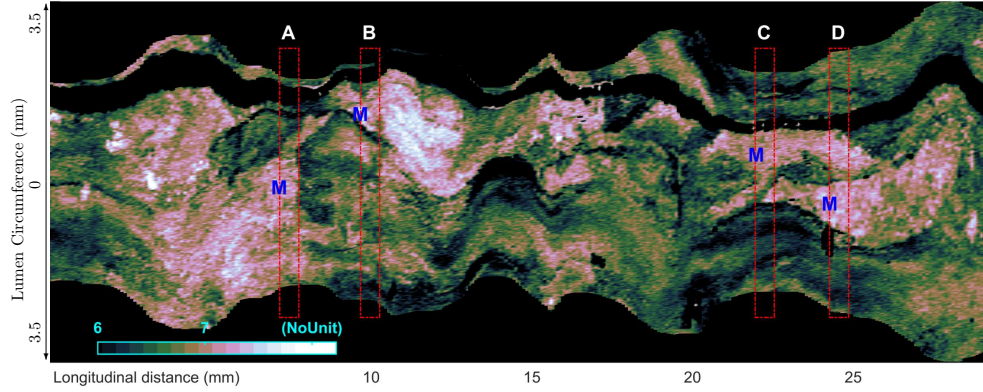 3.5
A B C D
M
M
M
M
0
Lumen Circumference (mm)
3.5
6 7 (NoUnit)
Longitudinal distance (mm) 10 15 20 25